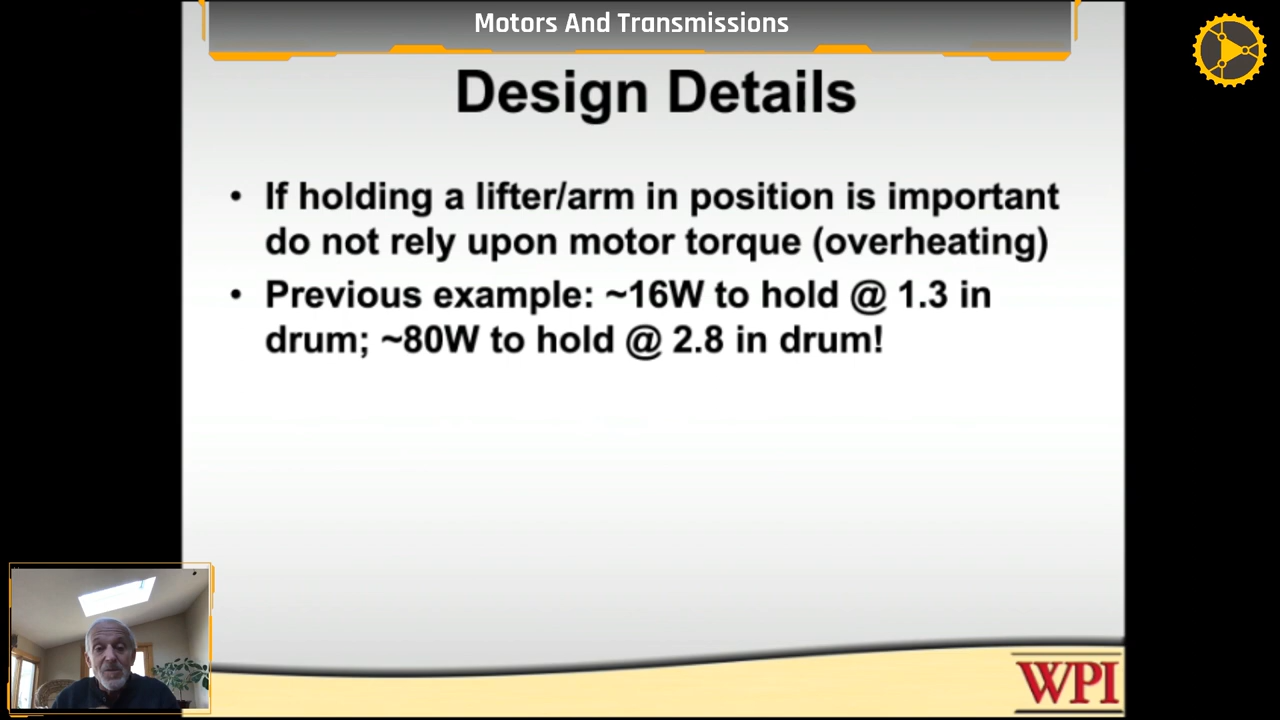 Motors And Transmissions
Design Details
• If holding a lifter/arm in position is important
do not rely upon motor torque (overheating)
• Previous example: ~16W to hold @ 1.3 in
drum; ~80W to hold @ 2.8 in drum!
WPI